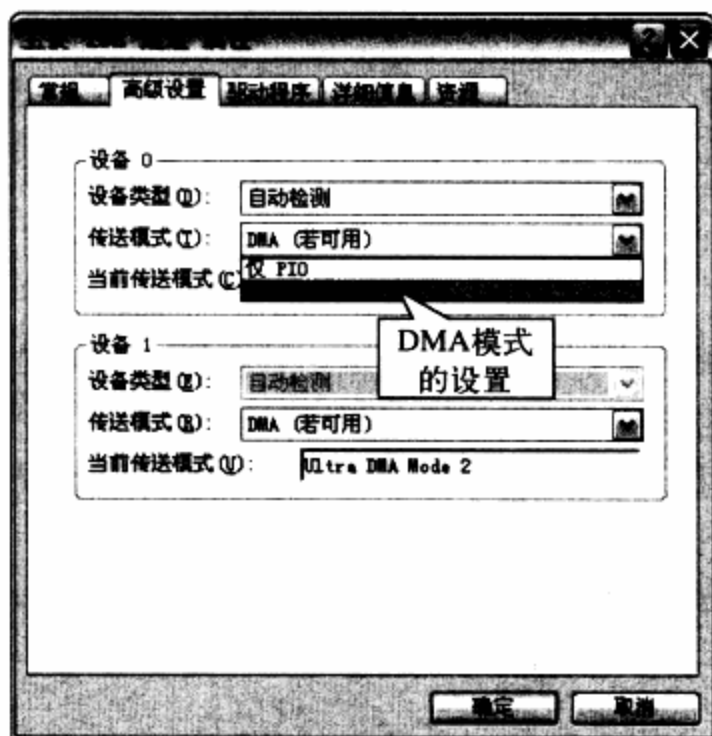 常规 高级设置 驱动程序 详细信息 资源
设备 0
设备类型(D): 自动检测
传送模式(T): DMA (若可用)
仅 PIO
当前传送模式(C)
DMA模式
的设置
设备 1
设备类型(E): 自动检测
传送模式(R): DMA (若可用)
当前传送模式(U): Ultra DMA Mode 2
确定 取消